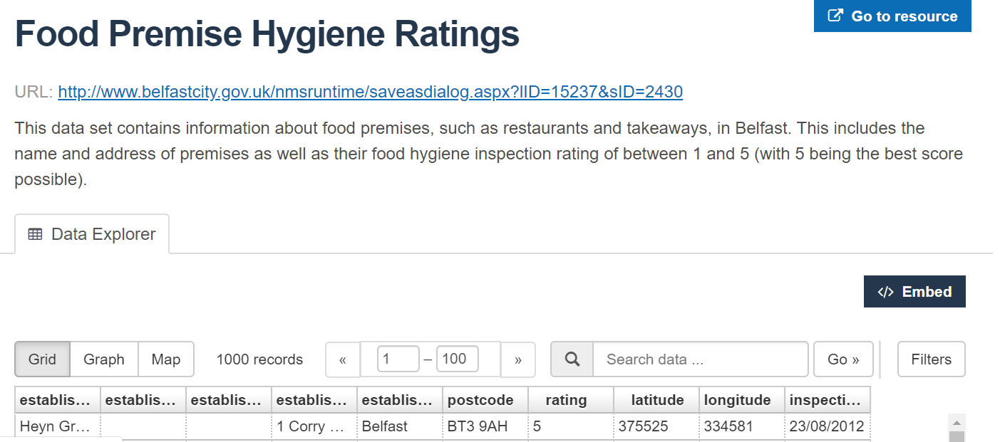 Go to resource
Food Premise Hygiene Ratings
URL: http://www.belfastcity.gov.uk/nmsruntime/saveasdialog.aspx?lID=15237&sID=2430
This data set contains information about food premises, such as restaurants and takeaways, in Belfast. This includes the
name and address of premises as well as their food hygiene inspection rating of between 1 and 5 (with 5 being the best score
possible).
Data Explorer
</> Embed
Grid Graph Map 1000 records « 1 – 100 » Search data ... Go » Filters
establis... establis... establis... establis... establis... postcode rating latitude longitude inspecti...
Heyn Gr... 1 Corry ... Belfast BT3 9AH 5 375525 334581 23/08/2012